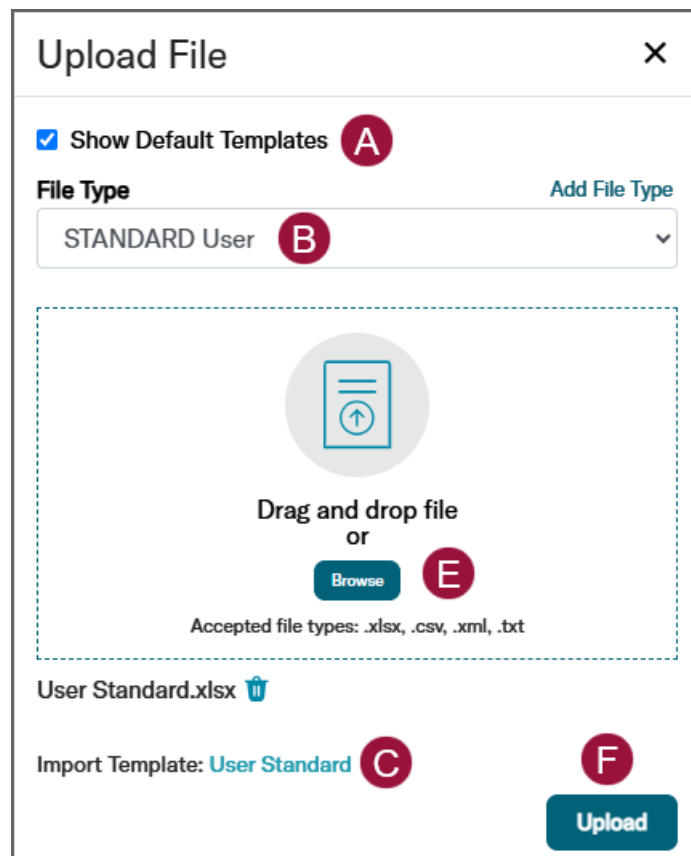 Upload File ×
Show Default Templates A
File Type Add File Type
STANDARD User B
Drag and drop file
or
Browse E
Accepted file types: .xlsx, .csv, .xml, .txt
User Standard.xlsx
Import Template: User Standard C
F
Upload